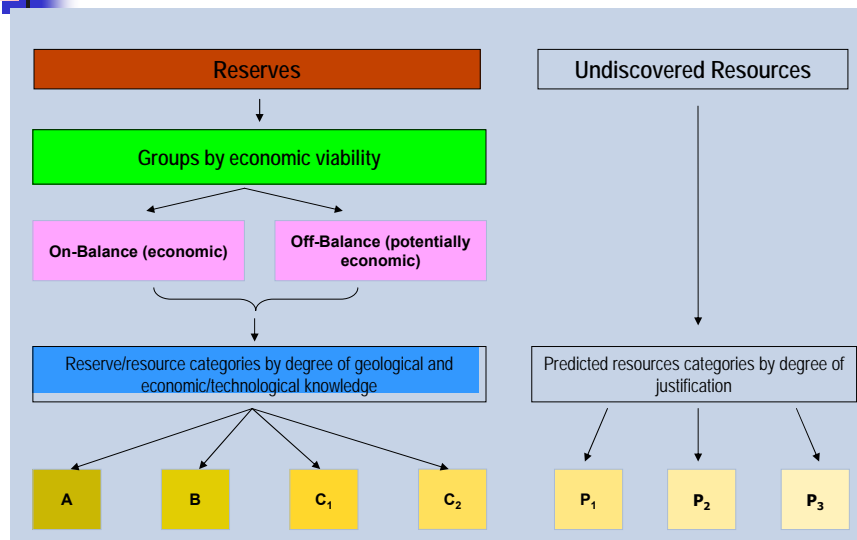 Reserves
Undiscovered Resources
Groups by economic viability
On-Balance (economic)
Off-Balance (potentially
economic)
Reserve/resource categories by degree of geological and
economic/technological knowledge
Predicted resources categories by degree of
justification
A
B
C₁
C₂
P₁
P₂
P₃